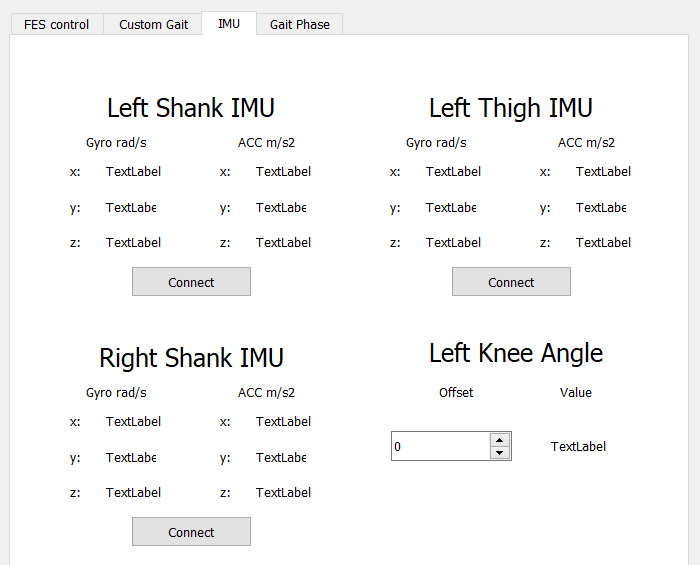 FES control Custom Gait IMU Gait Phase
Left Shank IMU
Gyro rad/s ACC m/s2
x: TextLabel x: TextLabel
y: TextLabe y: TextLabe
z: TextLabel z: TextLabel
Connect
Left Thigh IMU
Gyro rad/s ACC m/s2
x: TextLabel x: TextLabel
y: TextLabe y: TextLabe
z: TextLabel z: TextLabel
Connect
Right Shank IMU
Gyro rad/s ACC m/s2
x: TextLabel x: TextLabel
y: TextLabe y: TextLabe
z: TextLabel z: TextLabel
Connect
Left Knee Angle
Offset Value
0 TextLabel